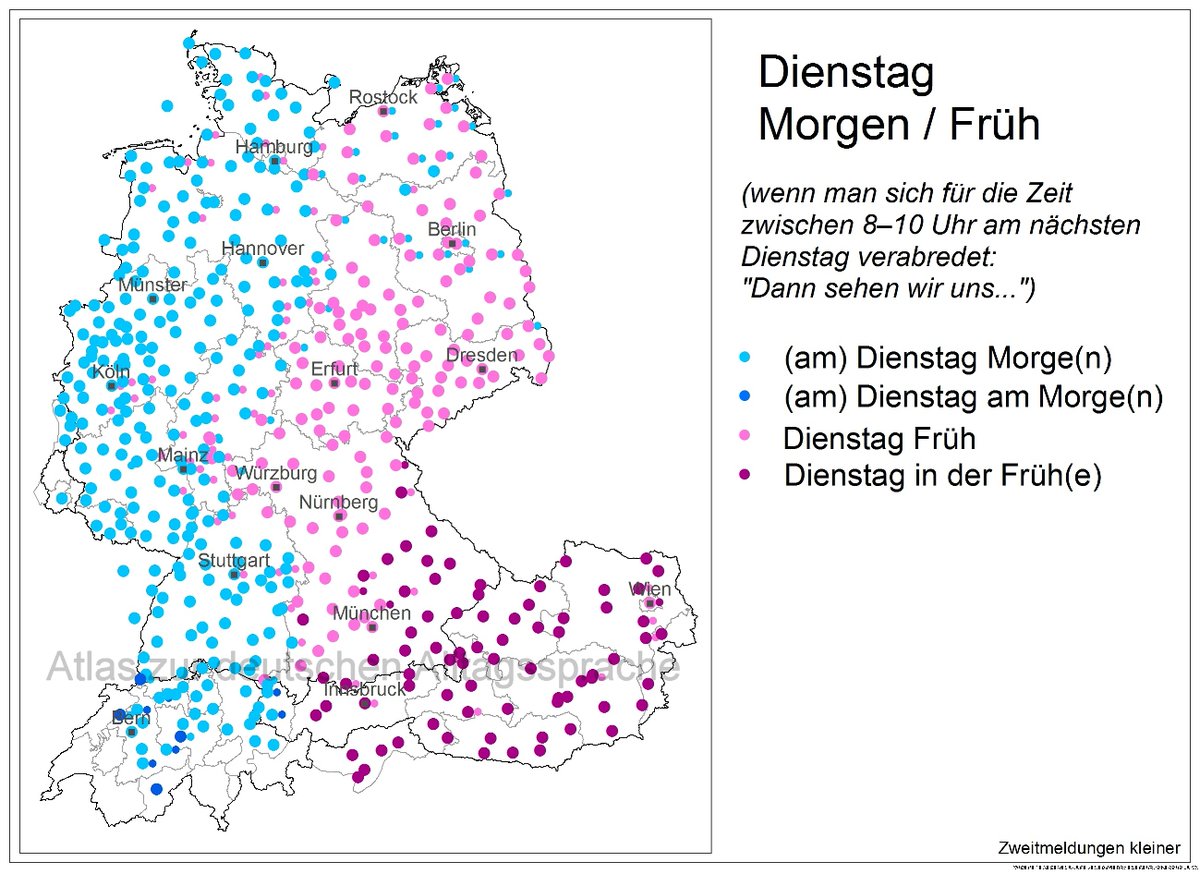 Dienstag
Morgen / Früh
(wenn man sich für die Zeit
zwischen 8–10 Uhr am nächsten
Dienstag verabredet:
"Dann sehen wir uns...")
(am) Dienstag Morge(n)
(am) Dienstag am Morge(n)
Dienstag Früh
Dienstag in der Früh(e)
Rostock
Hamburg
Berlin
Hannover
Münster
Dresden
Erfurt
Köln
Mainz
Würzburg
Nürnberg
Stuttgart
Wien
München
Atlas zur deutschen Alltagssprache
Innsbruck
Bern
Zweitmeldungen kleiner